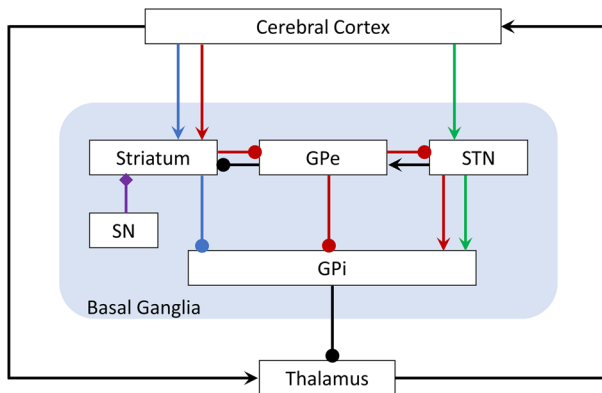 Cerebral Cortex
Striatum
GPe
STN
SN
GPi
Basal Ganglia
Thalamus